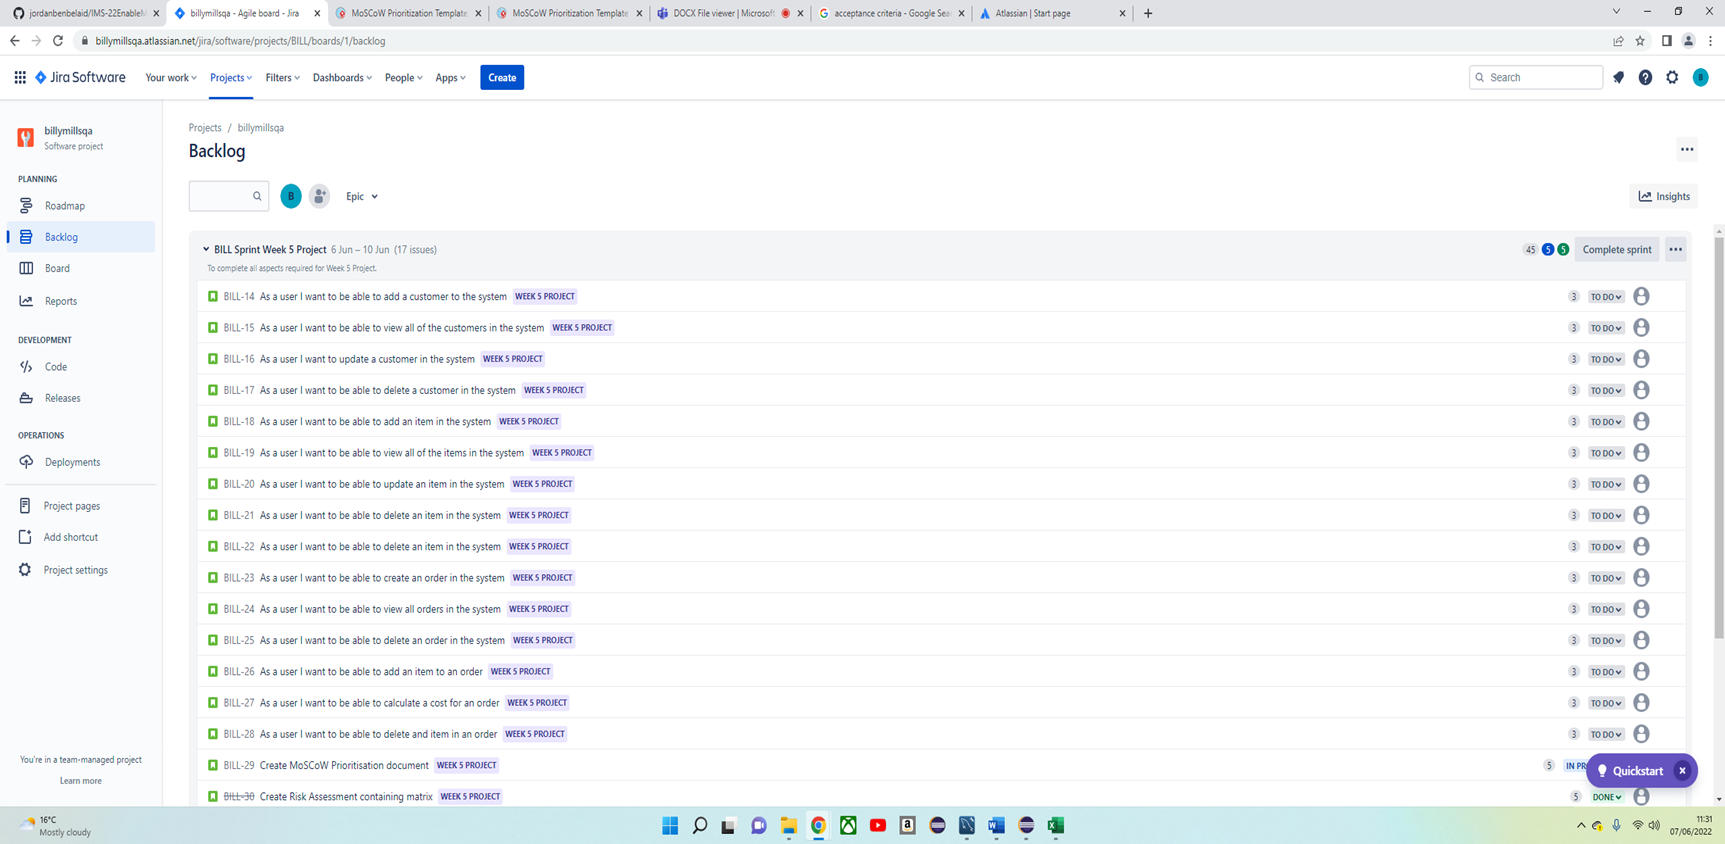 jordanbenbelaid/IMS-22EnableM
billymillsqa - Agile board - Jira
MoSCoW Prioritization Template
MoSCoW Prioritization Template
DOCX File viewer | Microsoft
acceptance criteria - Google Sea
Atlassian | Start page
billymillsqa.atlassian.net/jira/software/projects/BILL/boards/1/backlog
Jira Software
Your work
Projects
Filters
Dashboards
People
Apps
Create
Search
B
billymillsqa
Software project
PLANNING
Roadmap
Backlog
Board
Reports
DEVELOPMENT
Code
Releases
OPERATIONS
Deployments
Project pages
Add shortcut
Project settings
You're in a team-managed project
Learn more
Projects / billymillsqa
Backlog
B
Epic
Insights
BILL Sprint Week 5 Project 6 Jun – 10 Jun (17 issues) 45 5 5 Complete sprint
To complete all aspects required for Week 5 Project.
BILL-14 As a user I want to be able to add a customer to the system WEEK 5 PROJECT 3 TO DO
BILL-15 As a user I want to be able to view all of the customers in the system WEEK 5 PROJECT 3 TO DO
BILL-16 As a user I want to update a customer in the system WEEK 5 PROJECT 3 TO DO
BILL-17 As a user I want to be able to delete a customer in the system WEEK 5 PROJECT 3 TO DO
BILL-18 As a user I want to be able to add an item in the system WEEK 5 PROJECT 3 TO DO
BILL-19 As a user I want to be able to view all of the items in the system WEEK 5 PROJECT 3 TO DO
BILL-20 As a user I want to be able to update an item in the system WEEK 5 PROJECT 3 TO DO
BILL-21 As a user I want to be able to delete an item in the system WEEK 5 PROJECT 3 TO DO
BILL-22 As a user I want to be able to delete an item in the system WEEK 5 PROJECT 3 TO DO
BILL-23 As a user I want to be able to create an order in the system WEEK 5 PROJECT 3 TO DO
BILL-24 As a user I want to be able to view all orders in the system WEEK 5 PROJECT 3 TO DO
BILL-25 As a user I want to be able to delete an order in the system WEEK 5 PROJECT 3 TO DO
BILL-26 As a user I want to be able to add an item to an order WEEK 5 PROJECT 3 TO DO
BILL-27 As a user I want to be able to calculate a cost for an order WEEK 5 PROJECT 3 TO DO
BILL-28 As a user I want to be able to delete and item in an order WEEK 5 PROJECT 3 TO DO
BILL-29 Create MoSCoW Prioritisation document WEEK 5 PROJECT 5 IN PR
Quickstart
BILL-30 Create Risk Assessment containing matrix WEEK 5 PROJECT 5 DONE
16°C
Mostly cloudy
11:31
07/06/2022